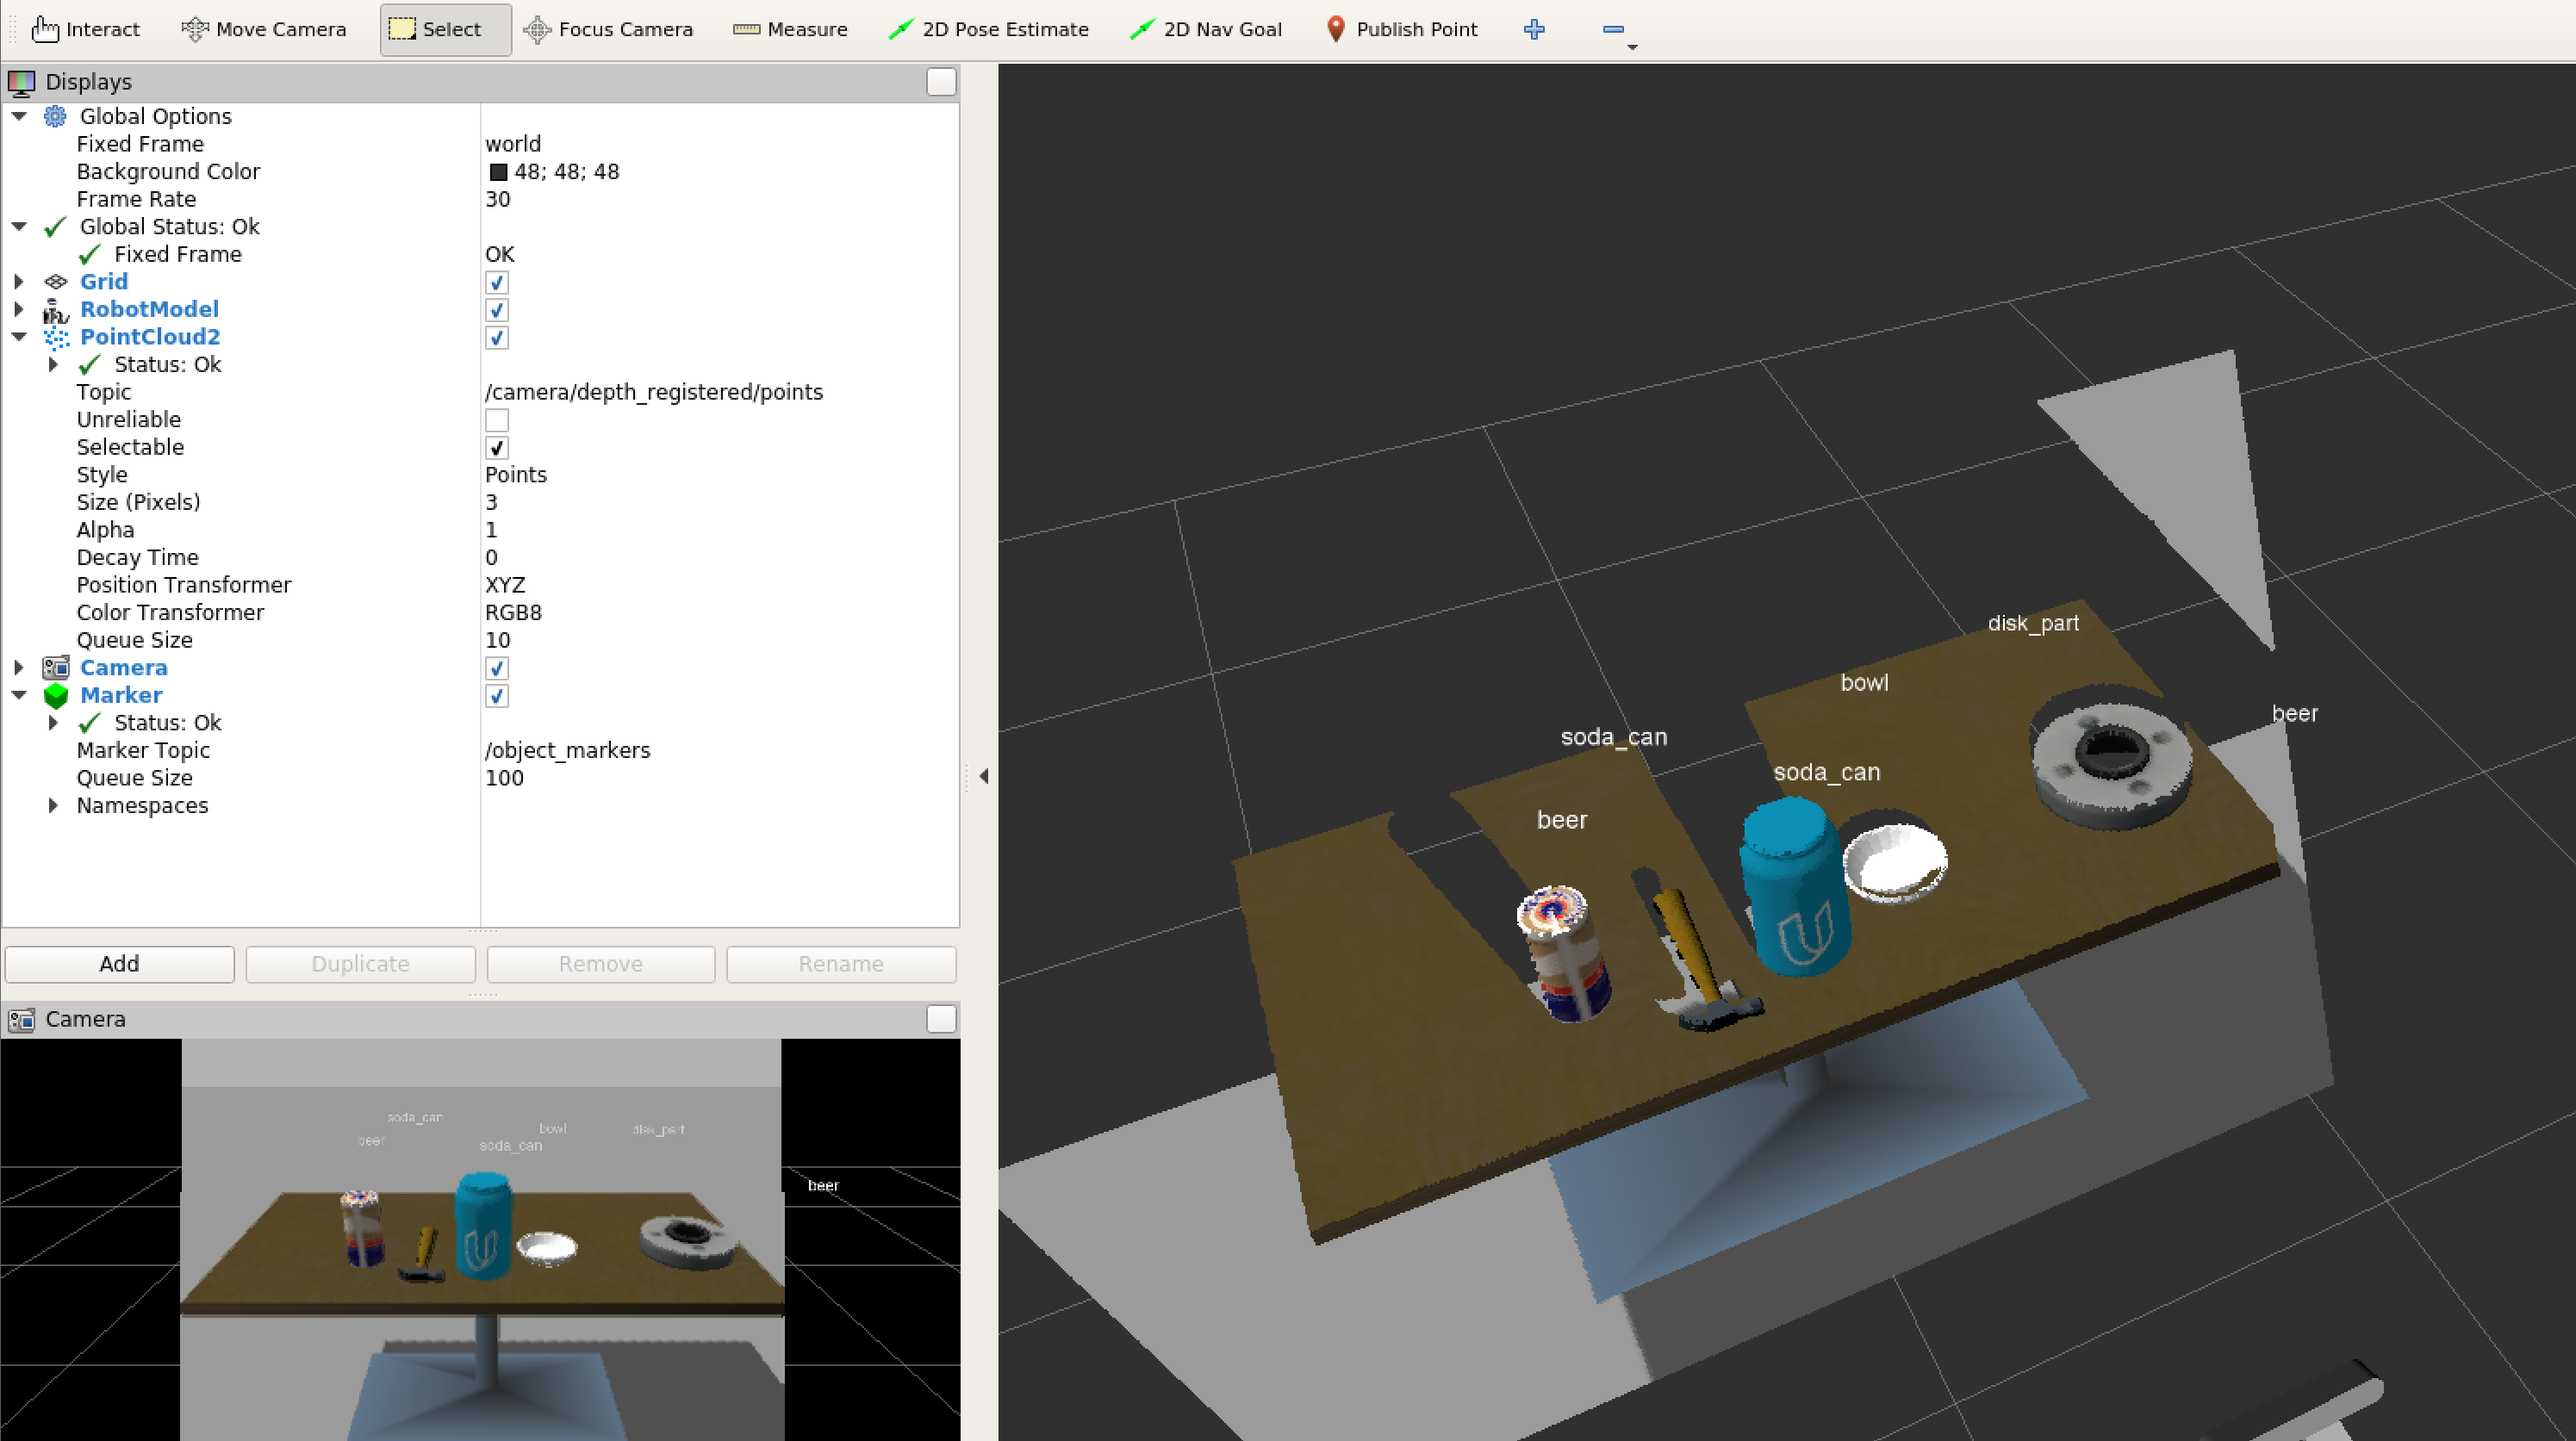 Interact Move Camera Select Focus Camera Measure 2D Pose Estimate 2D Nav Goal Publish Point
Displays
Global Options
Fixed Frame world
Background Color 48; 48; 48
Frame Rate 30
Global Status: Ok
Fixed Frame OK
Grid
RobotModel
PointCloud2
Status: Ok
Topic /camera/depth_registered/points
Unreliable
Selectable
Style Points
Size (Pixels) 3
Alpha 1
Decay Time 0
Position Transformer XYZ
Color Transformer RGB8
Queue Size 10
Camera
Marker
Status: Ok
Marker Topic /object_markers
Queue Size 100
Namespaces
Add Duplicate Remove Rename
Camera
soda_can
bowl disk_part
beer
soda_can
beer
disk_part
bowl
beer
soda_can
soda_can
beer